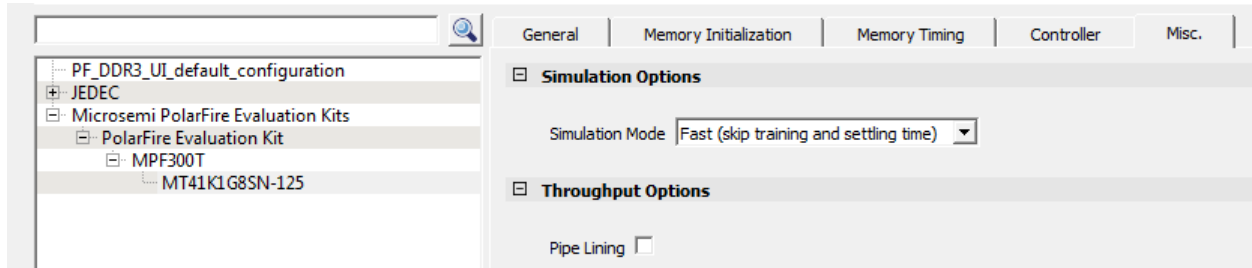 General
Memory Initialization
Memory Timing
Controller
Misc.
PF_DDR3_UI_default_configuration
JEDEC
Microsemi PolarFire Evaluation Kits
PolarFire Evaluation Kit
MPF300T
MT41K1G8SN-125
Simulation Options
Simulation Mode Fast (skip training and settling time)
Throughput Options
Pipe Lining